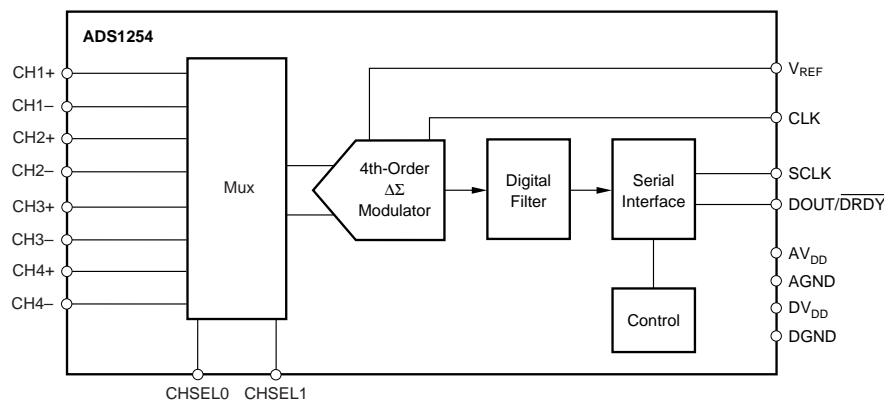 ADS1254
CH1+
CH1–
CH2+
CH2–
CH3+
CH3–
CH4+
CH4–
Mux
CHSEL0
CHSEL1
4th-Order
ΔΣ
Modulator
Digital
Filter
Serial
Interface
Control
VREF
CLK
SCLK
DOUT/DRDY
AVDD
AGND
DVDD
DGND